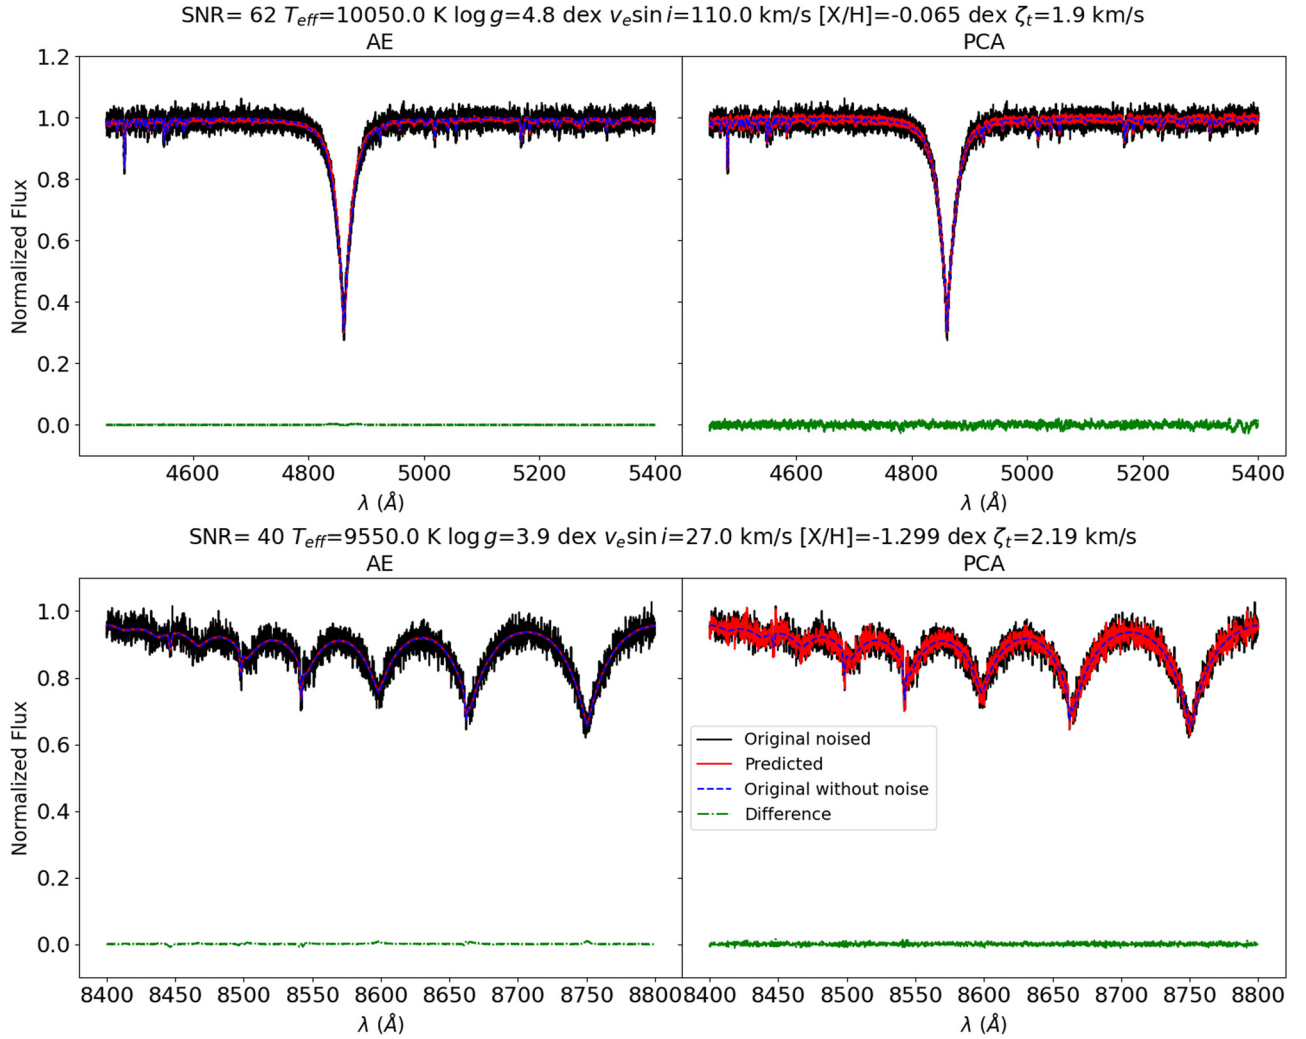 SNR= 62 T_eff=10050.0 K log g=4.8 dex v_e sin i=110.0 km/s [X/H]=-0.065 dex ζ_t=1.9 km/s
AE
PCA
1.2
1.0
0.8
0.6
0.4
0.2
0.0
Normalized Flux
4600 4800 5000 5200 5400
4600 4800 5000 5200 5400
λ (Å)
λ (Å)
SNR= 40 T_eff=9550.0 K log g=3.9 dex v_e sin i=27.0 km/s [X/H]=-1.299 dex ζ_t=2.19 km/s
AE
PCA
1.0
0.8
0.6
0.4
0.2
0.0
Normalized Flux
Original noised
Predicted
Original without noise
Difference
8400 8450 8500 8550 8600 8650 8700 8750 8800
8400 8450 8500 8550 8600 8650 8700 8750 8800
λ (Å)
λ (Å)